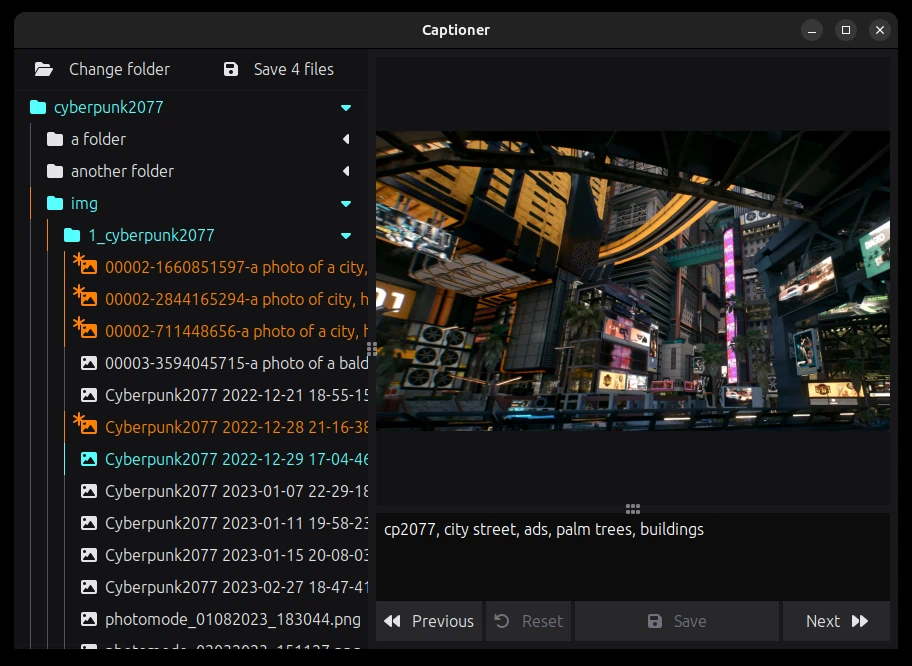 Captioner
Change folder
Save 4 files
cyberpunk2077
a folder
another folder
img
1_cyberpunk2077
00002-1660851597-a photo of a city,
00002-2844165294-a photo of city, h
00002-711448656-a photo of a city, h
00003-3594045715-a photo of a bald
Cyberpunk2077 2022-12-21 18-55-15
Cyberpunk2077 2022-12-28 21-16-38
Cyberpunk2077 2022-12-29 17-04-46
Cyberpunk2077 2023-01-07 22-29-18
Cyberpunk2077 2023-01-11 19-58-23
Cyberpunk2077 2023-01-15 20-08-03
Cyberpunk2077 2023-02-27 18-47-41
photomode_01082023_183044.png
01
cp2077, city street, ads, palm trees, buildings
Previous
Reset
Save
Next